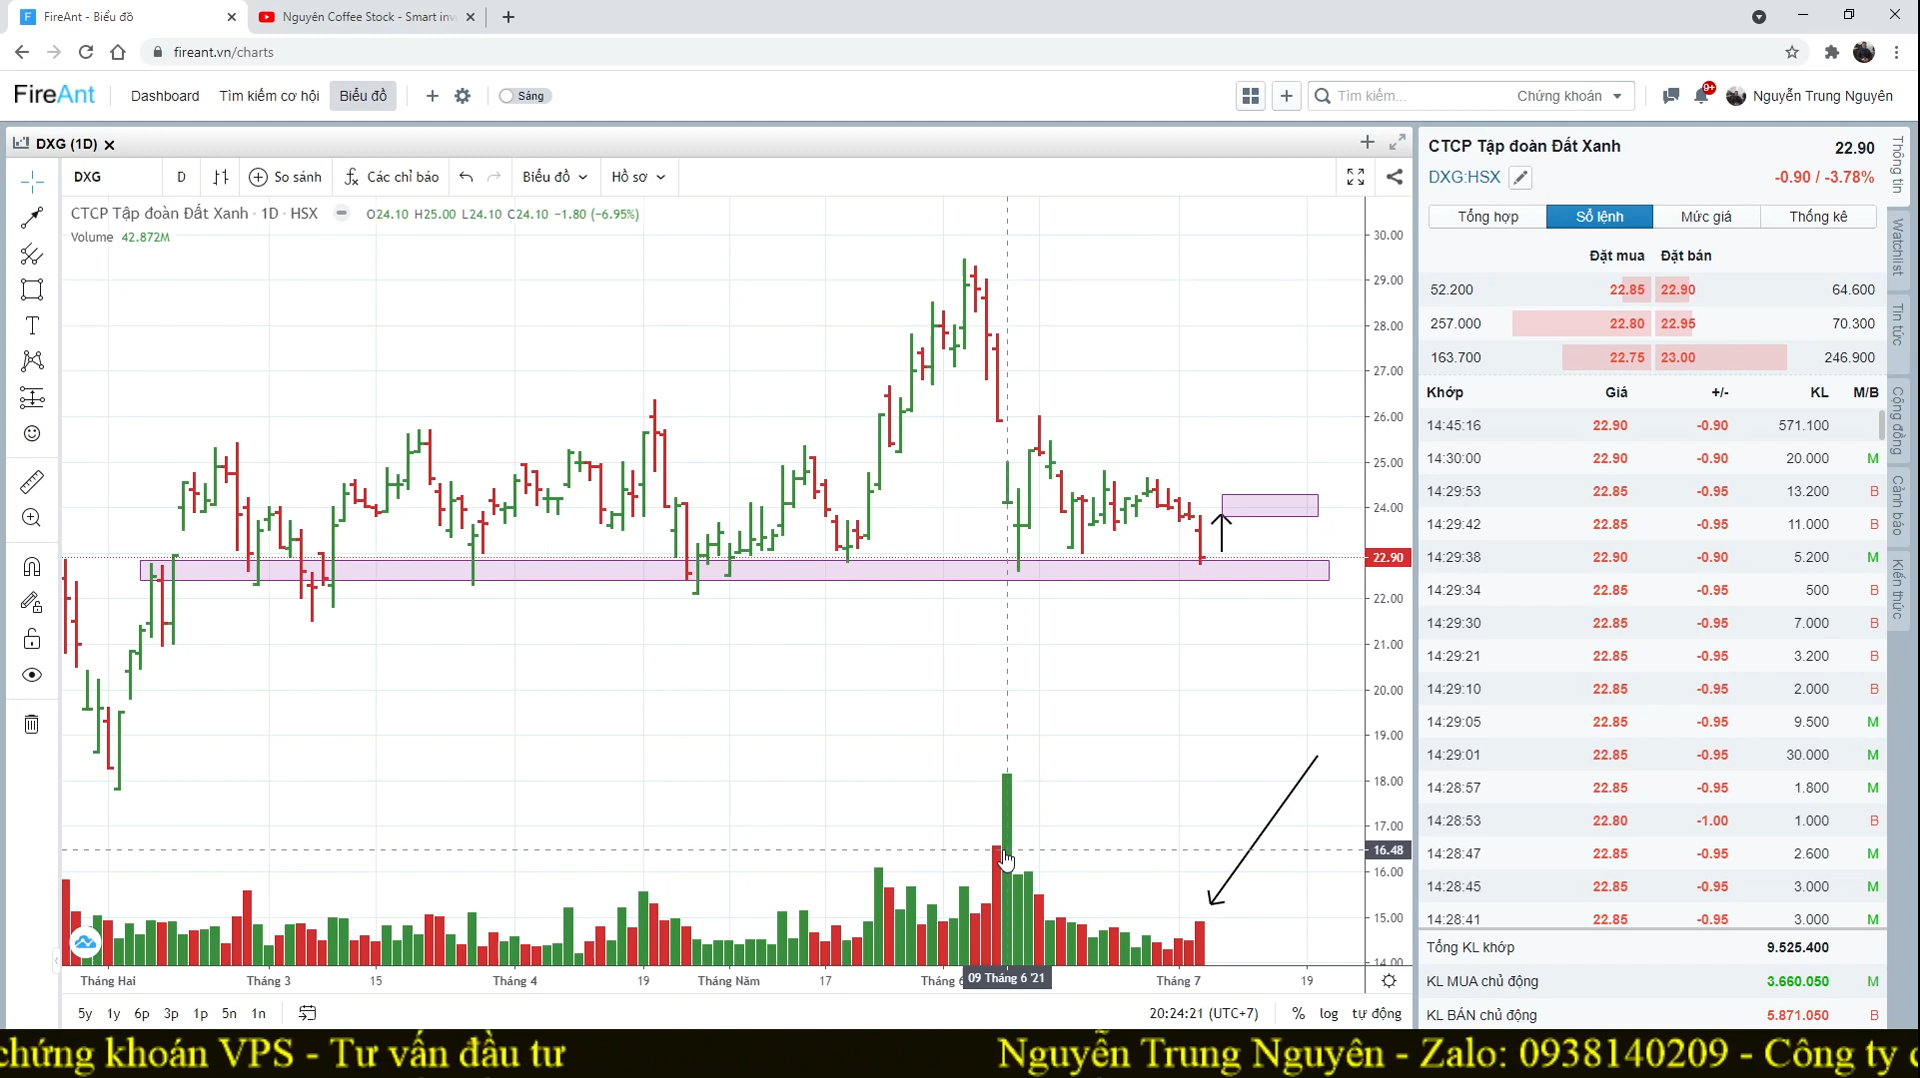 FireAnt - Biểu đồ
Nguyên Coffee Stock - Smart inv
fireant.vn/charts
FireAnt
Dashboard
Tìm kiếm cơ hội
Biểu đồ
Sáng
Tìm kiếm...
Chứng khoán
9+
Nguyễn Trung Nguyên
DXG (1D)
DXG
D
So sánh
Các chỉ báo
Biểu đồ
Hồ sơ
CTCP Tập đoàn Đất Xanh · 1D · HSX
O24.10 H25.00 L24.10 C24.10 −1.80 (−6.95%)
Volume 42.872M
30.00
29.00
28.00
27.00
26.00
25.00
24.00
22.90
22.00
21.00
20.00
19.00
18.00
17.00
16.48
16.00
15.00
14.00
Tháng Hai
Tháng 3
15
Tháng 4
19
Tháng Năm
17
Tháng 6
09 Tháng 6 '21
Tháng 7
19
5y 1y 6p 3p 1p 5n 1n
20:24:21 (UTC+7)
% log tự động
CTCP Tập đoàn Đất Xanh 22.90
DXG:HSX -0.90 / -3.78%
Tổng hợp Sổ lệnh Mức giá Thống kê
Đặt mua Đặt bán
52.200 22.85 22.90 64.600
257.000 22.80 22.95 70.300
163.700 22.75 23.00 246.900
Khớp Giá +/- KL M/B
14:45:16 22.90 -0.90 571.100
14:30:00 22.90 -0.90 20.000 M
14:29:53 22.85 -0.95 13.200 B
14:29:42 22.85 -0.95 11.000 B
14:29:38 22.90 -0.90 5.200 M
14:29:34 22.85 -0.95 500 B
14:29:30 22.85 -0.95 7.000 B
14:29:21 22.85 -0.95 3.200 B
14:29:10 22.85 -0.95 2.000 B
14:29:05 22.85 -0.95 9.500 M
14:29:01 22.85 -0.95 30.000 M
14:28:57 22.85 -0.95 1.800 M
14:28:53 22.80 -1.00 1.000 B
14:28:47 22.85 -0.95 2.600 M
14:28:45 22.85 -0.95 3.000 M
14:28:41 22.85 -0.95 3.000 M
Tổng KL khớp 9.525.400
KL MUA chủ động 3.660.050 M
KL BÁN chủ động 5.871.050 B
Thông tin
Watchlist
Tin tức
Cộng đồng
Cảnh báo
Kiến thức
chứng khoán VPS - Tư vấn đầu tư
Nguyễn Trung Nguyên - Zalo: 0938140209 - Công ty